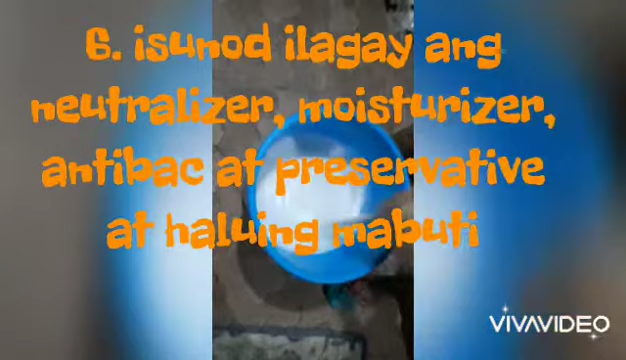 6. isunod ilagay ang
neutralizer, moisturizer,
antibac at preservative
at haluing mabuti
VIVAVIDEO